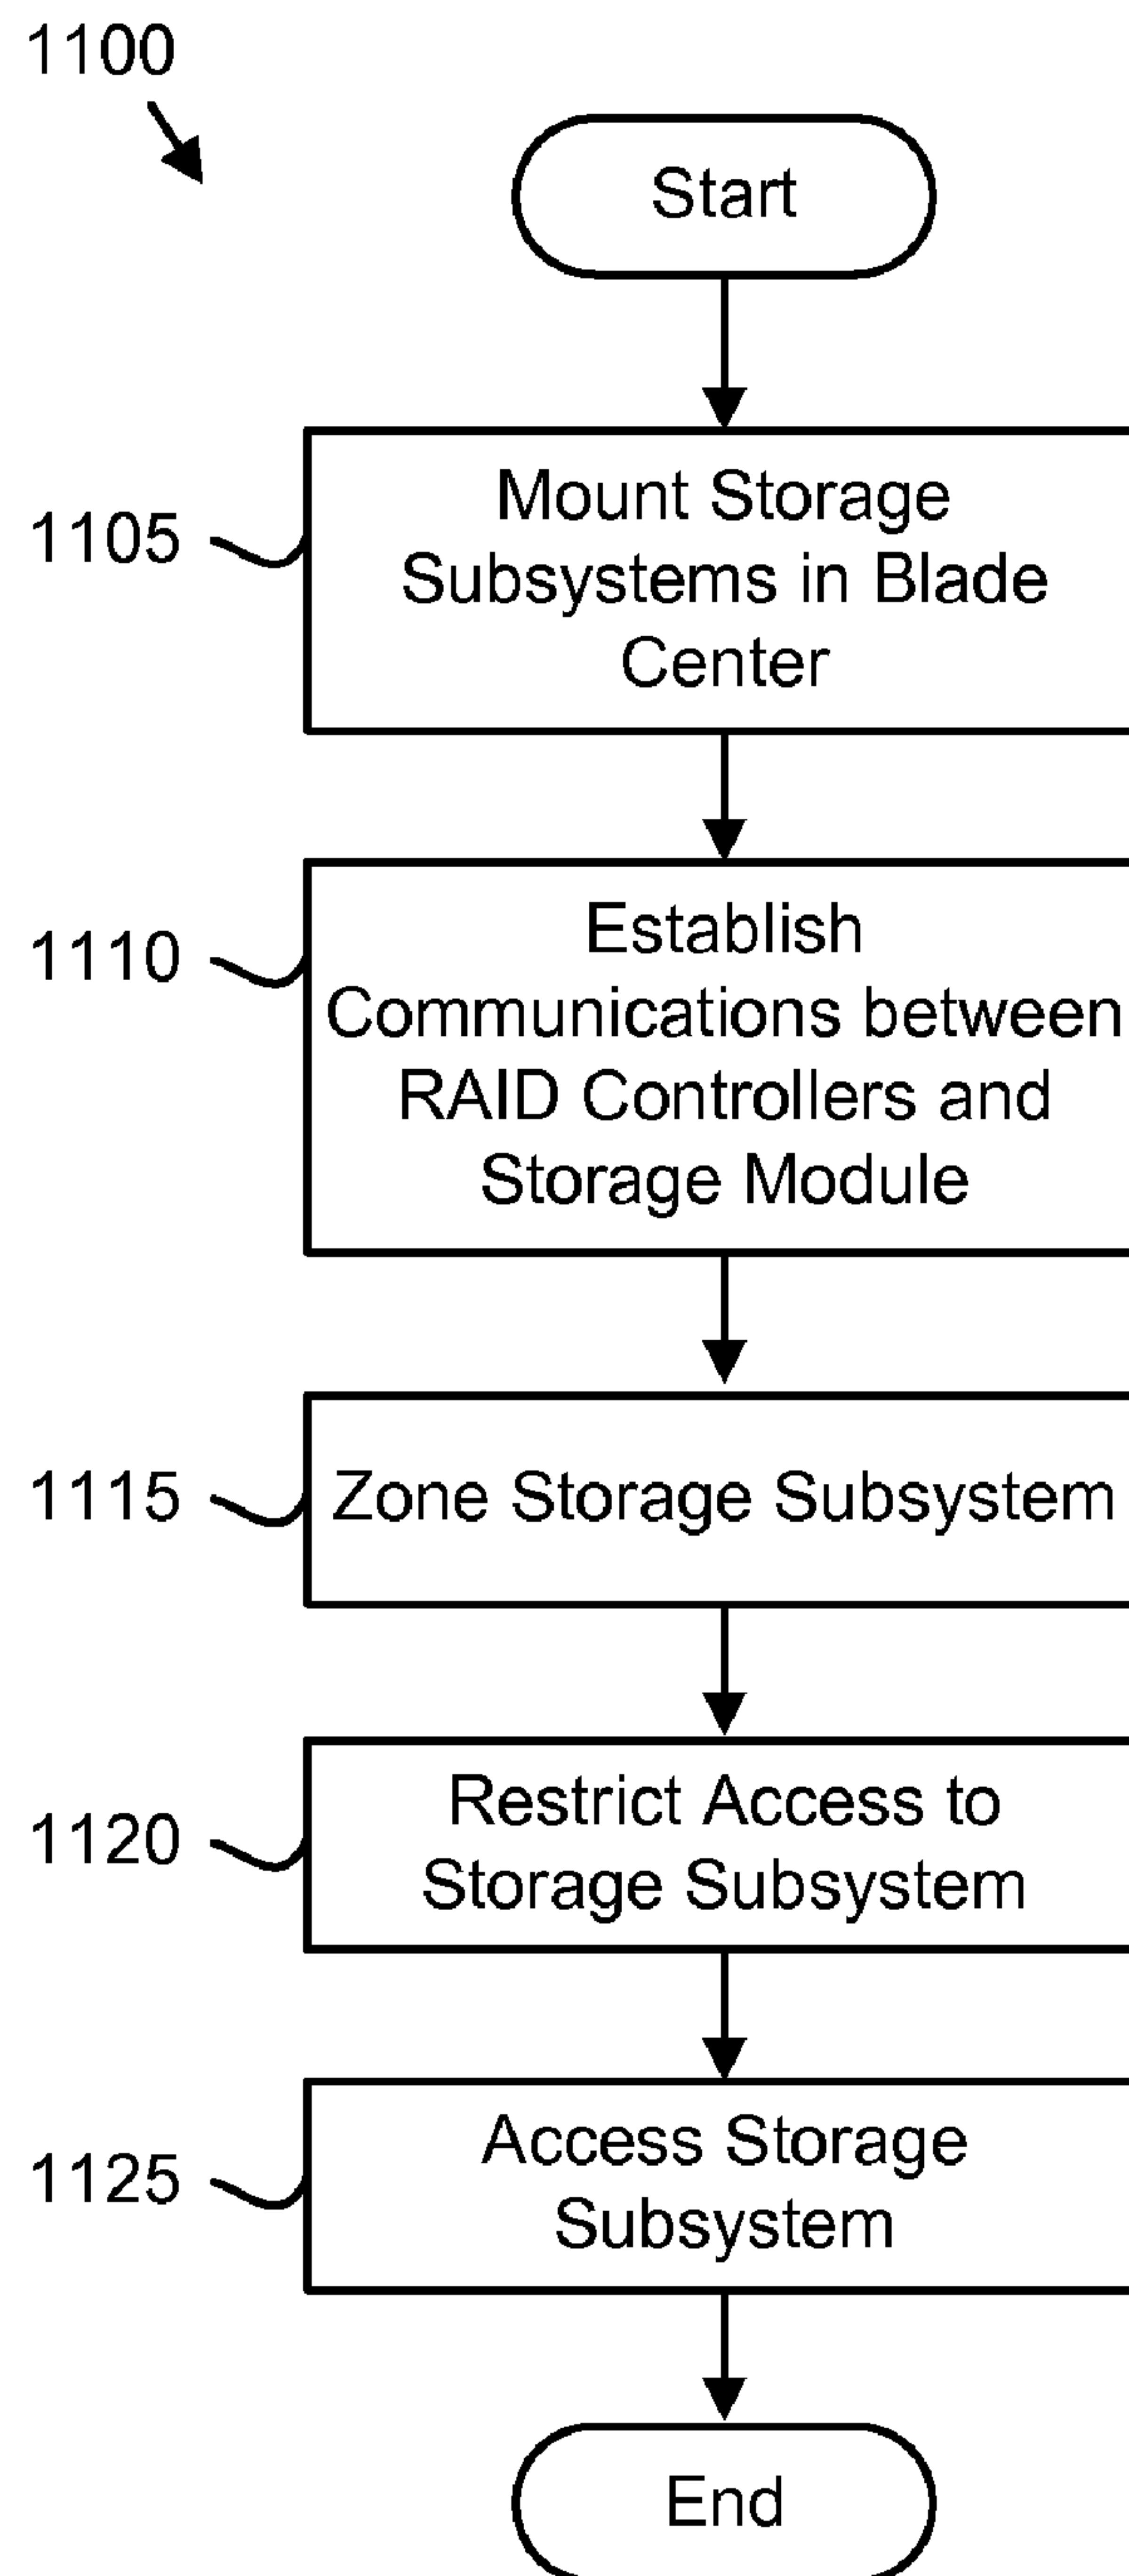 1100
Start
1105
Mount Storage
Subsystems in Blade
Center
1110
Establish
Communications between
RAID Controllers and
Storage Module
1115
Zone Storage Subsystem
1120
Restrict Access to
Storage Subsystem
1125
Access Storage
Subsystem
End